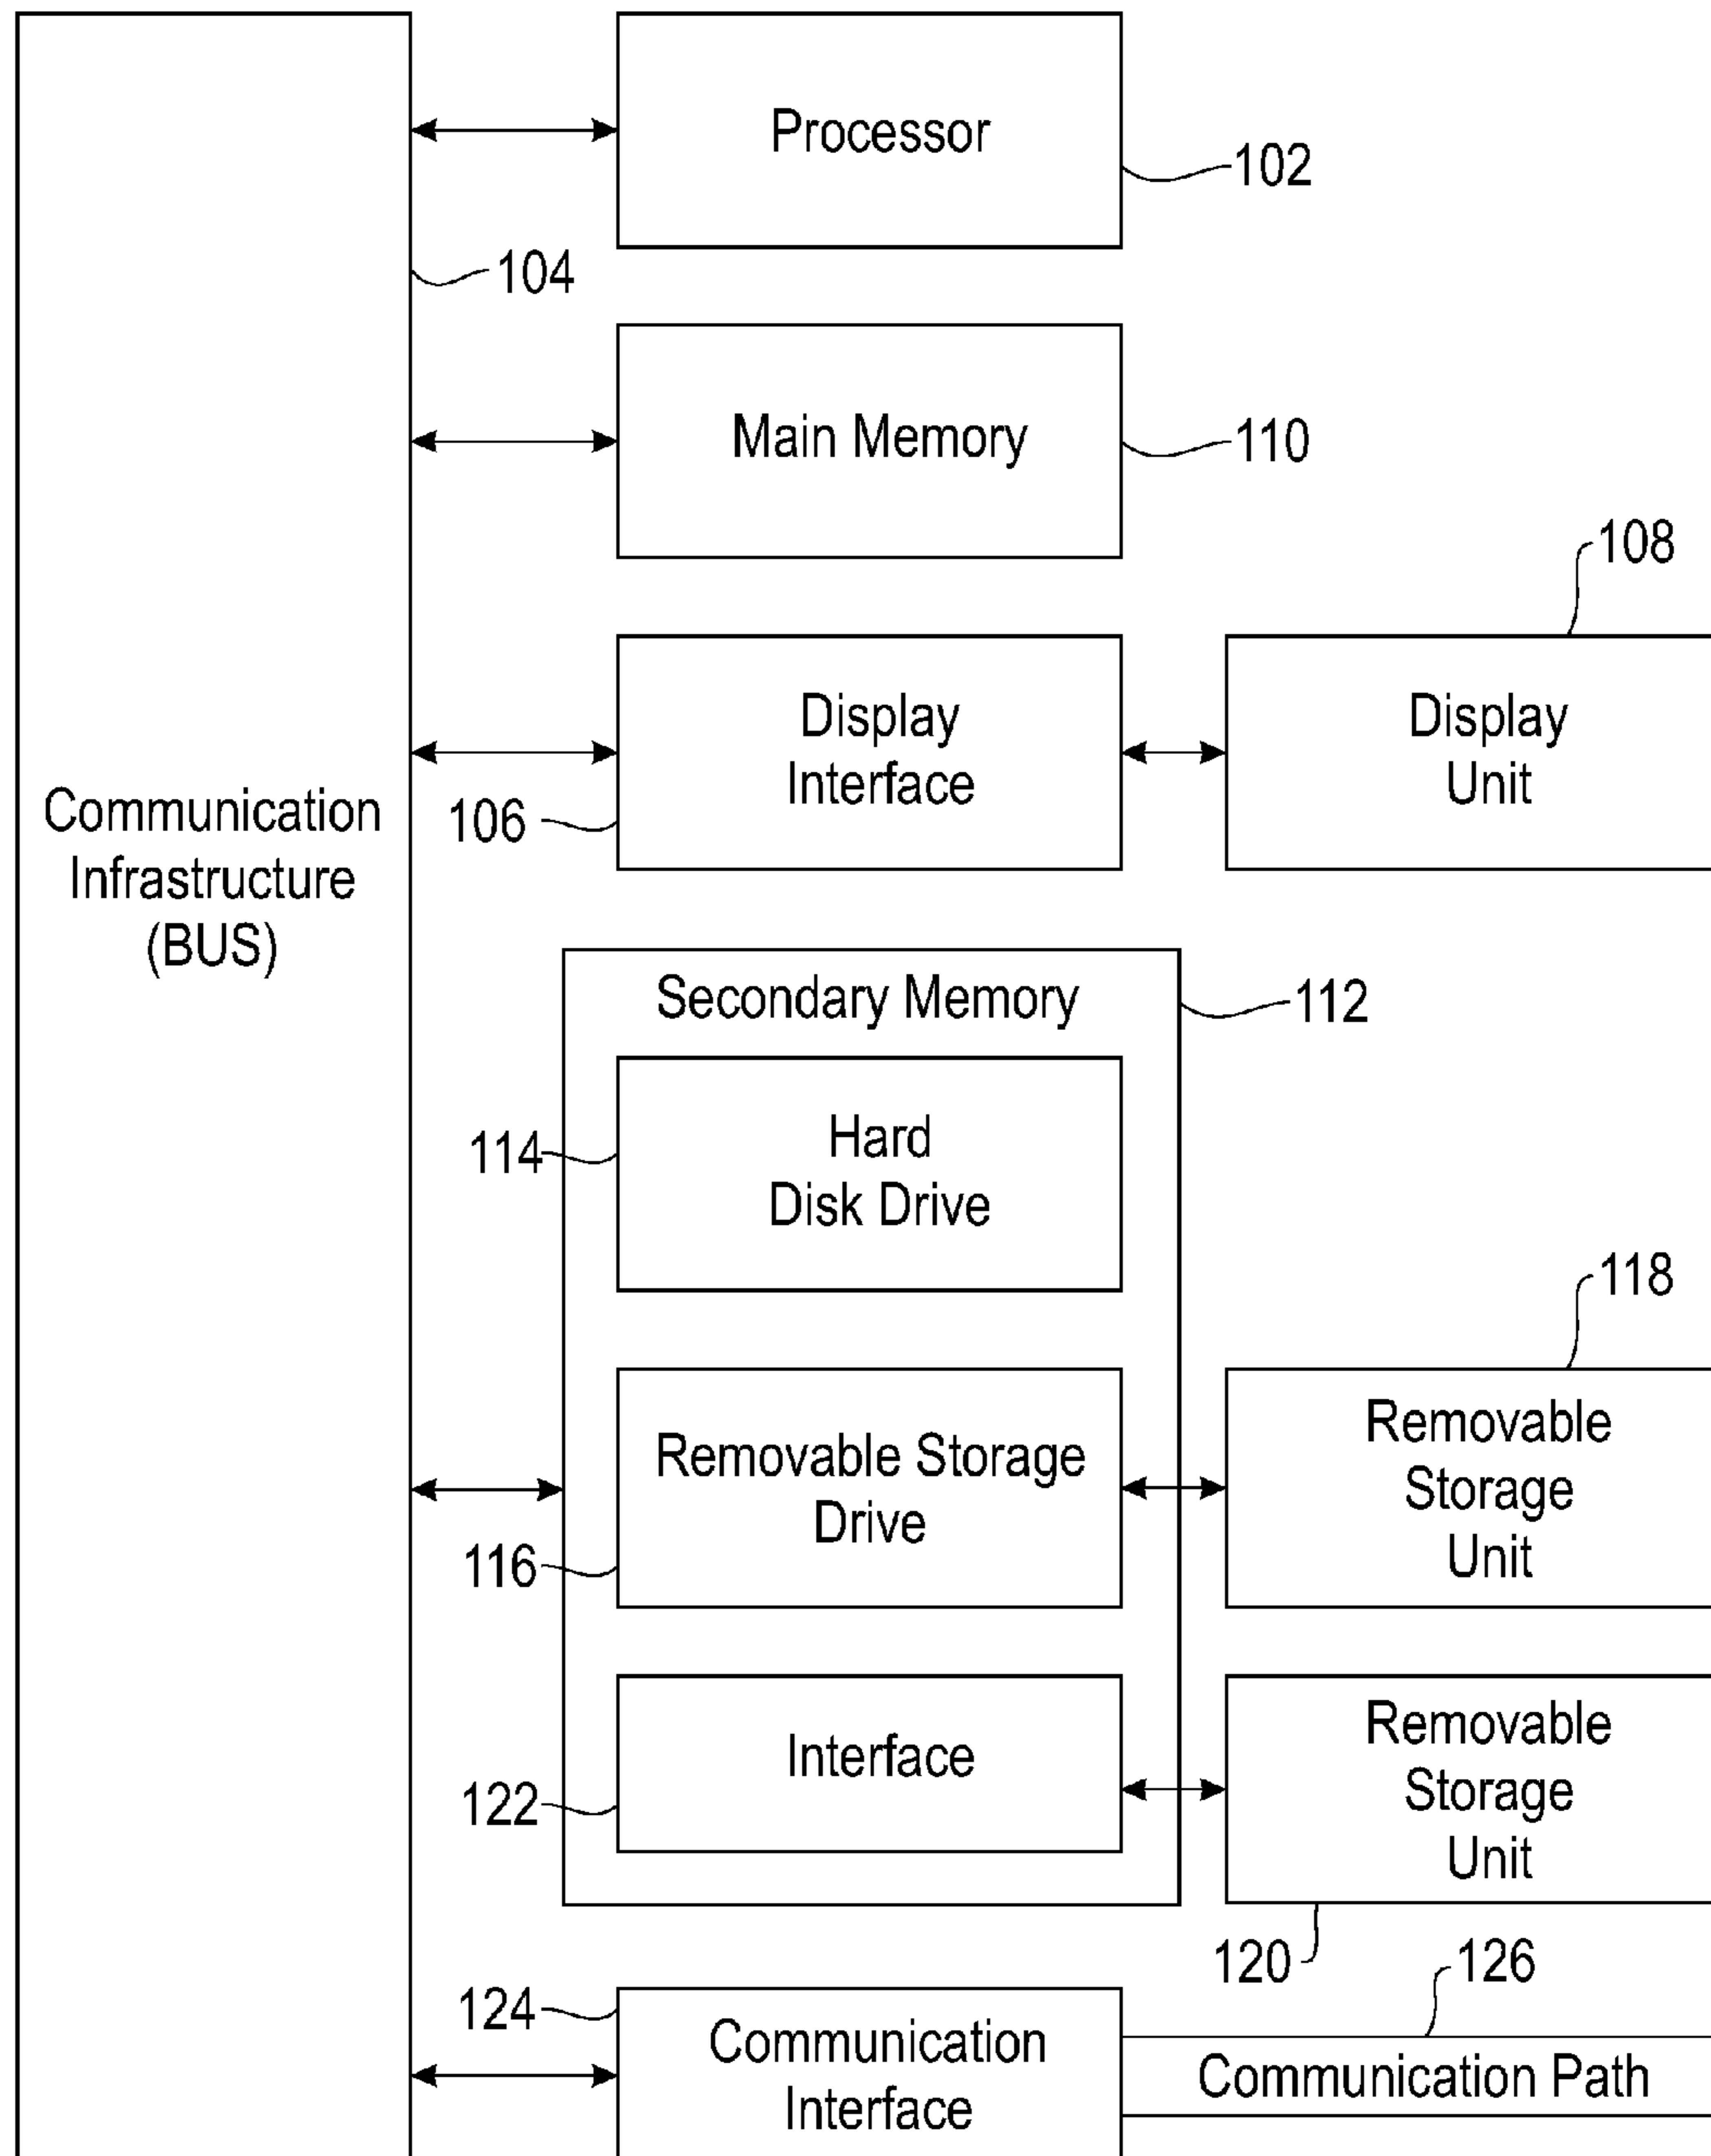 Processor
102
104
Main Memory
110
108
Display
Interface
106
Display
Unit
Communication
Infrastructure
(BUS)
Secondary Memory
112
Hard
Disk Drive
114
118
Removable Storage
Drive
116
Removable
Storage
Unit
Interface
122
Removable
Storage
Unit
120
126
124
Communication
Interface
Communication Path